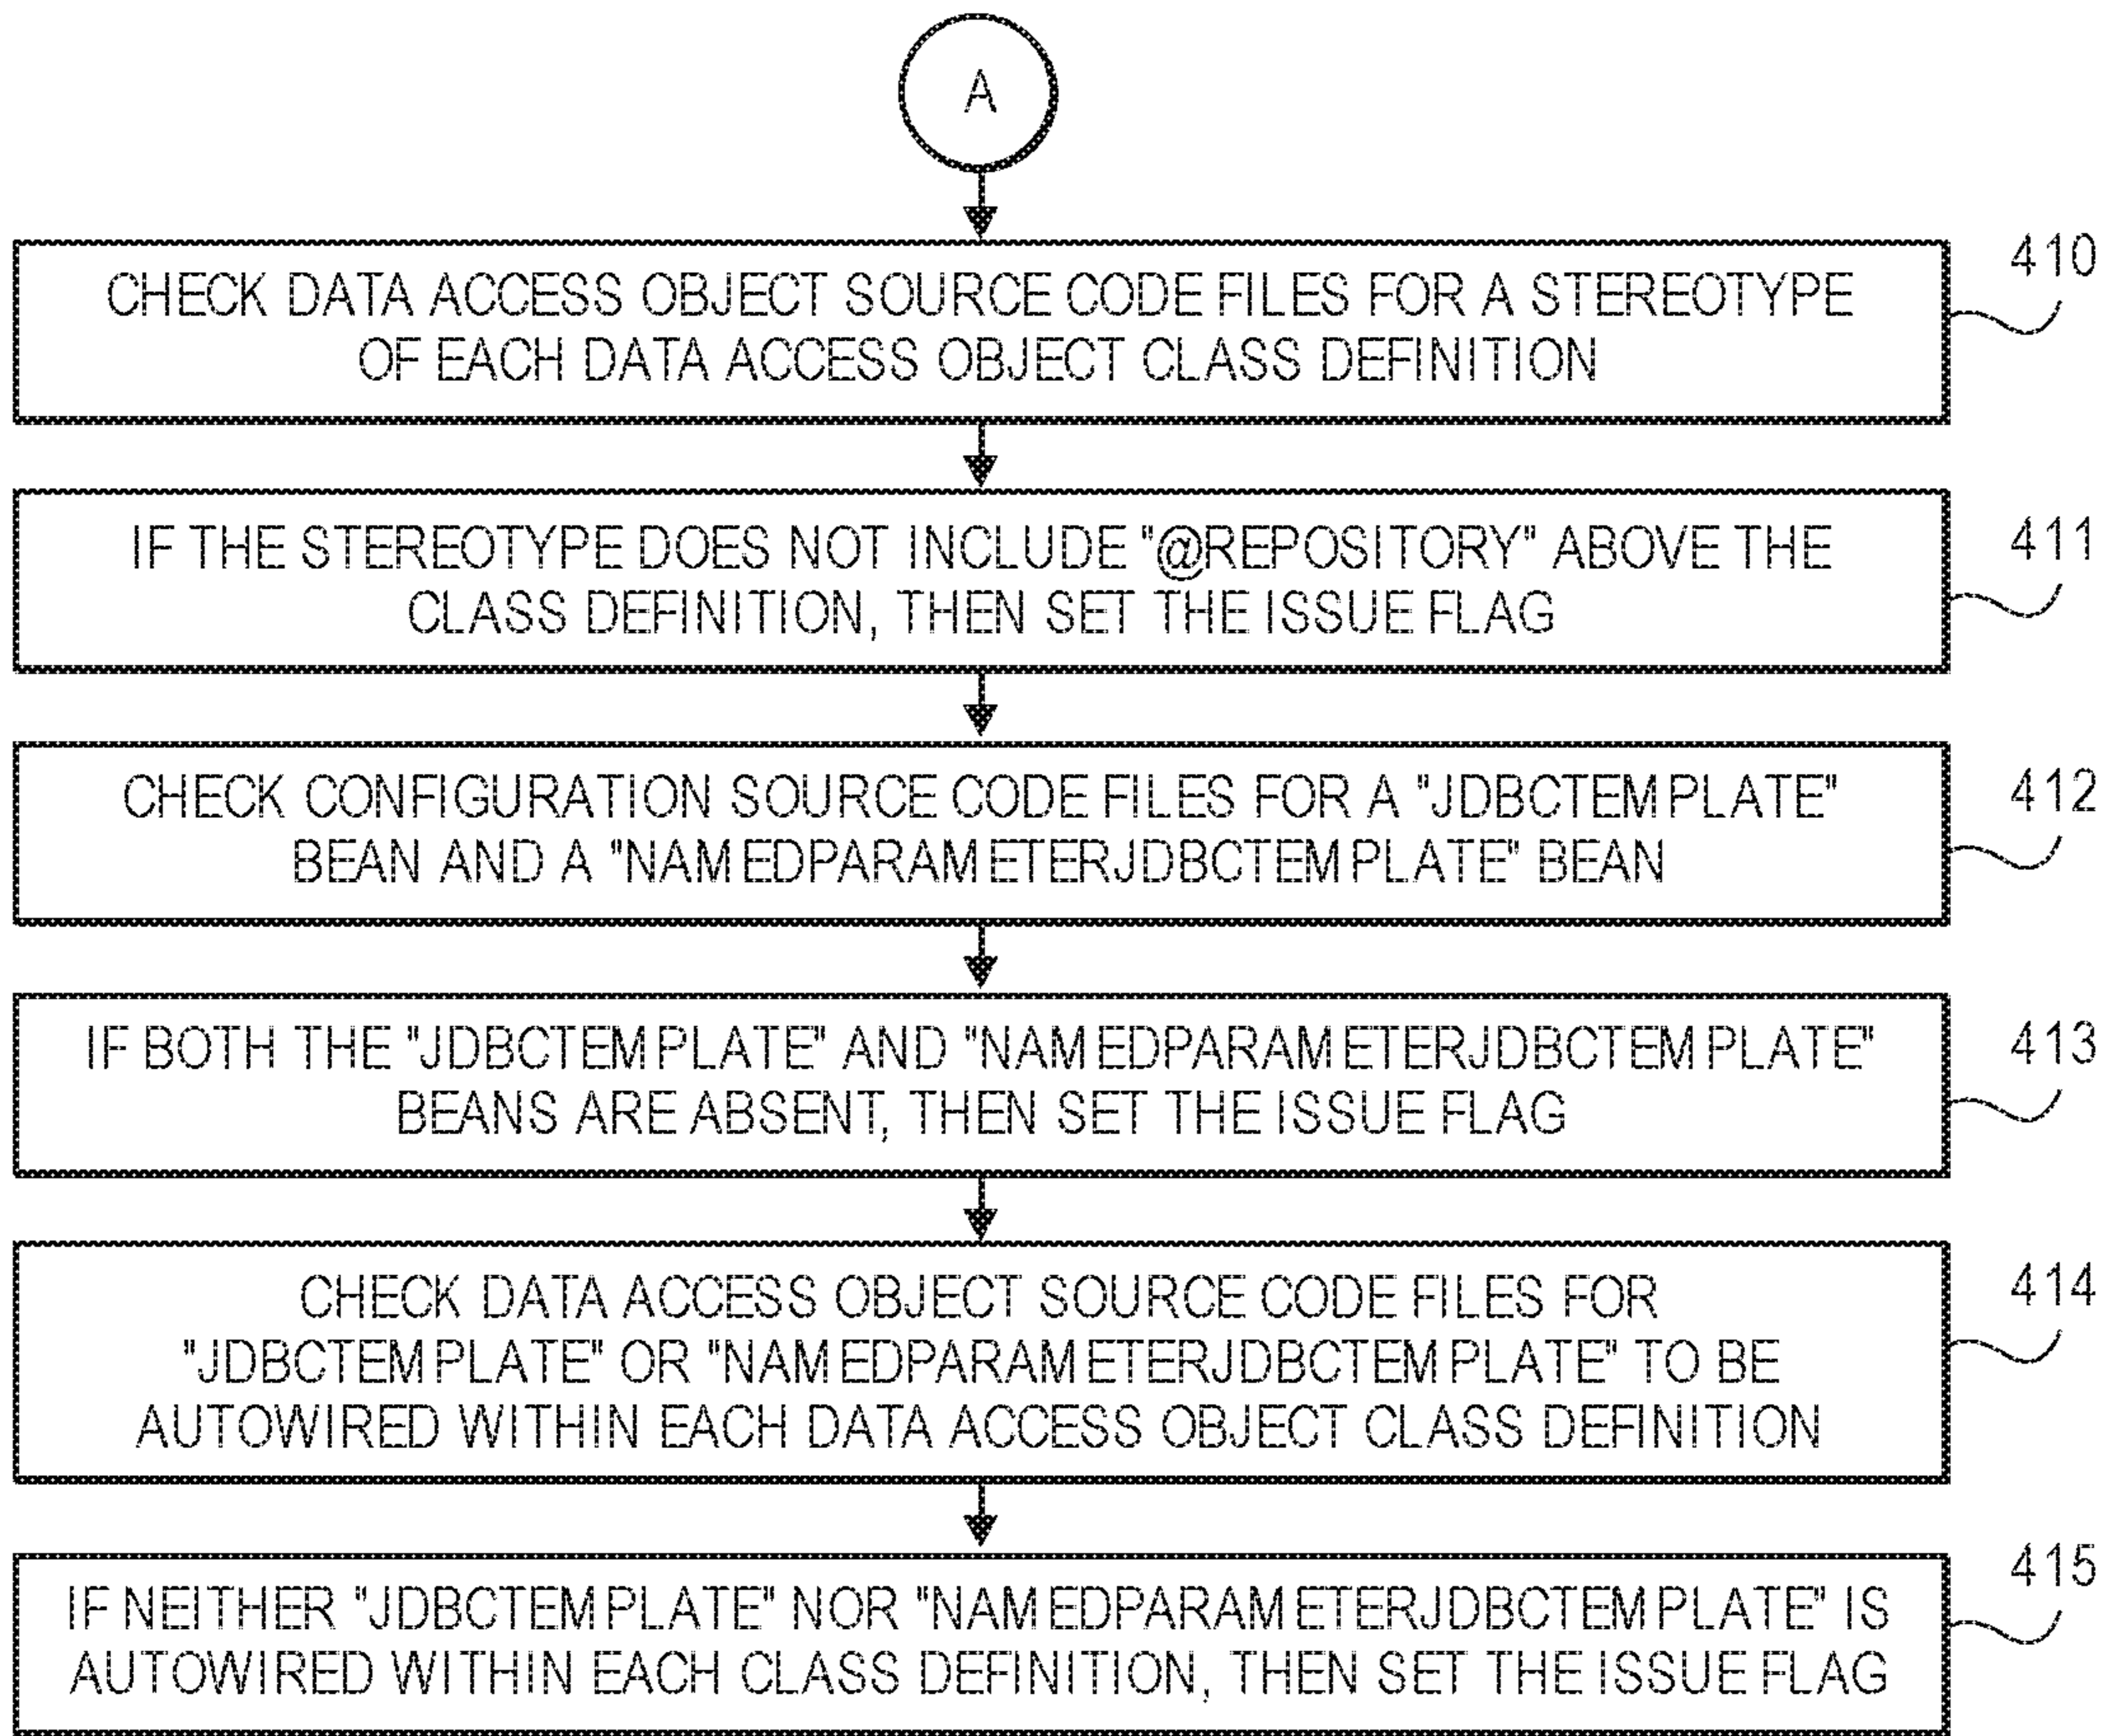 A
CHECK DATA ACCESS OBJECT SOURCE CODE FILES FOR A STEREOTYPE
OF EACH DATA ACCESS OBJECT CLASS DEFINITION
410
IF THE STEREOTYPE DOES NOT INCLUDE "@REPOSITORY" ABOVE THE
CLASS DEFINITION, THEN SET THE ISSUE FLAG
411
CHECK CONFIGURATION SOURCE CODE FILES FOR A "JDBCTEMPLATE"
BEAN AND A "NAMEDPARAMETERJDBCTEMPLATE" BEAN
412
IF BOTH THE "JDBCTEMPLATE" AND "NAMEDPARAMETERJDBCTEMPLATE"
BEANS ARE ABSENT, THEN SET THE ISSUE FLAG
413
CHECK DATA ACCESS OBJECT SOURCE CODE FILES FOR
"JDBCTEMPLATE" OR "NAMEDPARAMETERJDBCTEMPLATE" TO BE
AUTOWIRED WITHIN EACH DATA ACCESS OBJECT CLASS DEFINITION
414
IF NEITHER "JDBCTEMPLATE" NOR "NAMEDPARAMETERJDBCTEMPLATE" IS
AUTOWIRED WITHIN EACH CLASS DEFINITION, THEN SET THE ISSUE FLAG
415